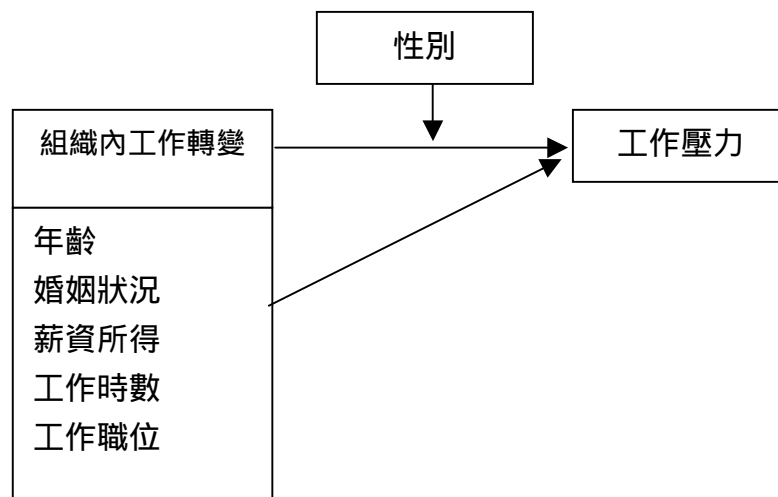 性別
組織內工作轉變
工作壓力
年齡
婚姻狀況
薪資所得
工作時數
工作職位